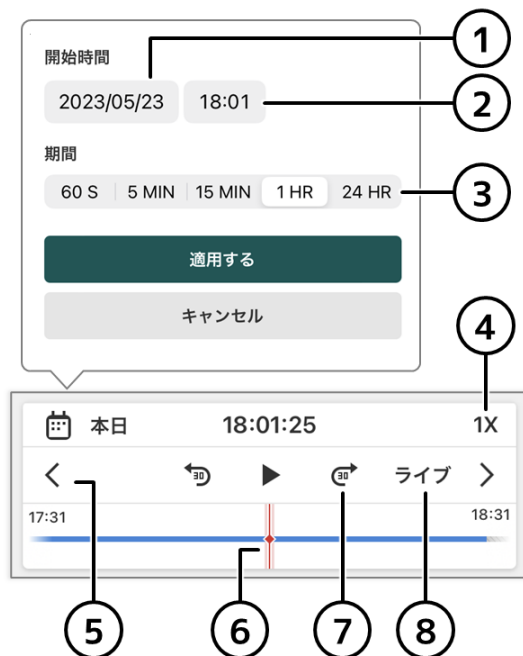 開始時間
1
2023/05/23 18:01
2
期間
60 S 5 MIN 15 MIN 1 HR 24 HR
3
適用する
キャンセル
4
本日 18:01:25 1X
30 30 ライブ
17:31 18:31
5 6 7 8